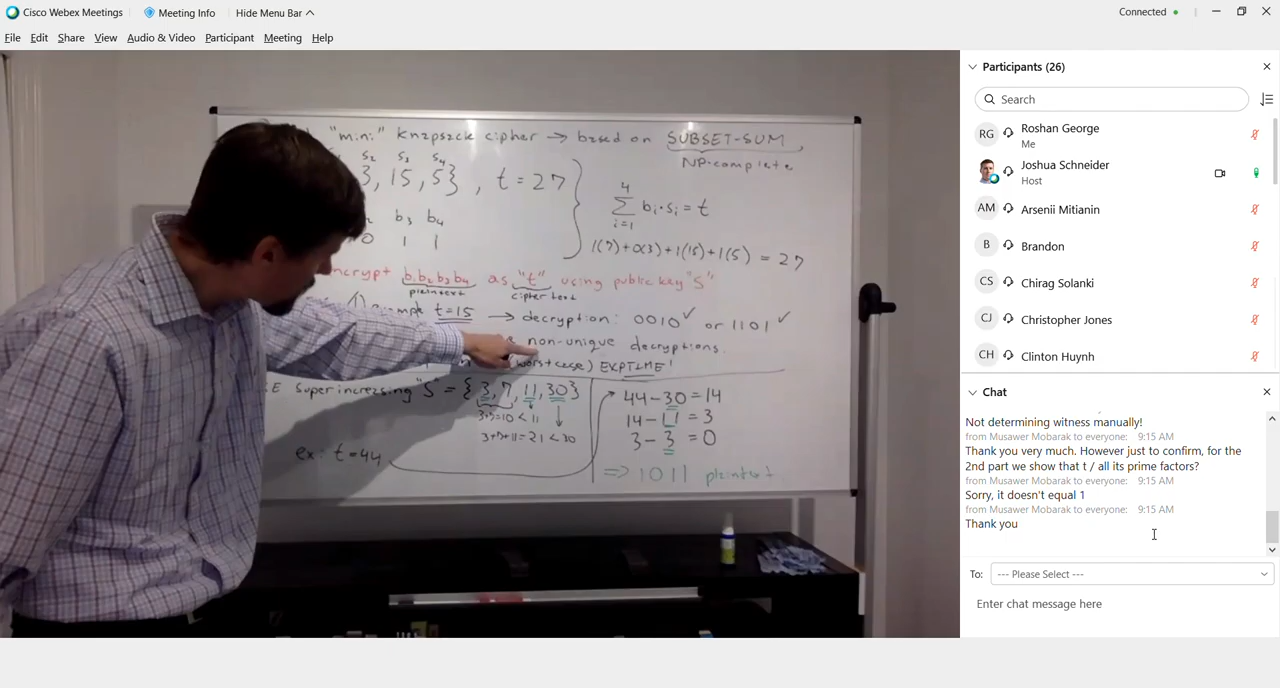 Cisco Webex Meetings
Meeting Info
Hide Menu Bar
Connected
File Edit Share View Audio & Video Participant Meeting Help
"mini" Knapsack cipher → based on SUBSET-SUM
NP-complete
s₂ s₃ s₄
3, 15, 5} , t = 27
b₃ b₄
0 1 1
4
∑ bᵢ·sᵢ = t
i=1
1(7)+0(3)+1(15)+1(5) = 27
encrypt b₁b₂b₃b₄ as "t" using public key "S"
plaintext ciphertext
t=15 → decryption: 0010 ✓ or 1101 ✓
non-unique decryptions.
(worst case) EXPTIME!
superincreasing "S" = { 3, 7, 11, 30}
3+7=10 < 11
3+7+11=21 < 30
ex: t=44
44-30=14
14-11=3
3-3=0
⇒ 1011 plaintext
Participants (26)
Search
RG
Roshan George
Me
Joshua Schneider
Host
AM Arsenii Mitianin
B Brandon
CS Chirag Solanki
CJ Christopher Jones
CH Clinton Huynh
Chat
Not determining witness manually!
from Musawer Mobarak to everyone: 9:15 AM
Thank you very much. However just to confirm, for the
2nd part we show that t / all its prime factors?
from Musawer Mobarak to everyone: 9:15 AM
Sorry, it doesn't equal 1
from Musawer Mobarak to everyone: 9:15 AM
Thank you
To: --- Please Select ---
Enter chat message here